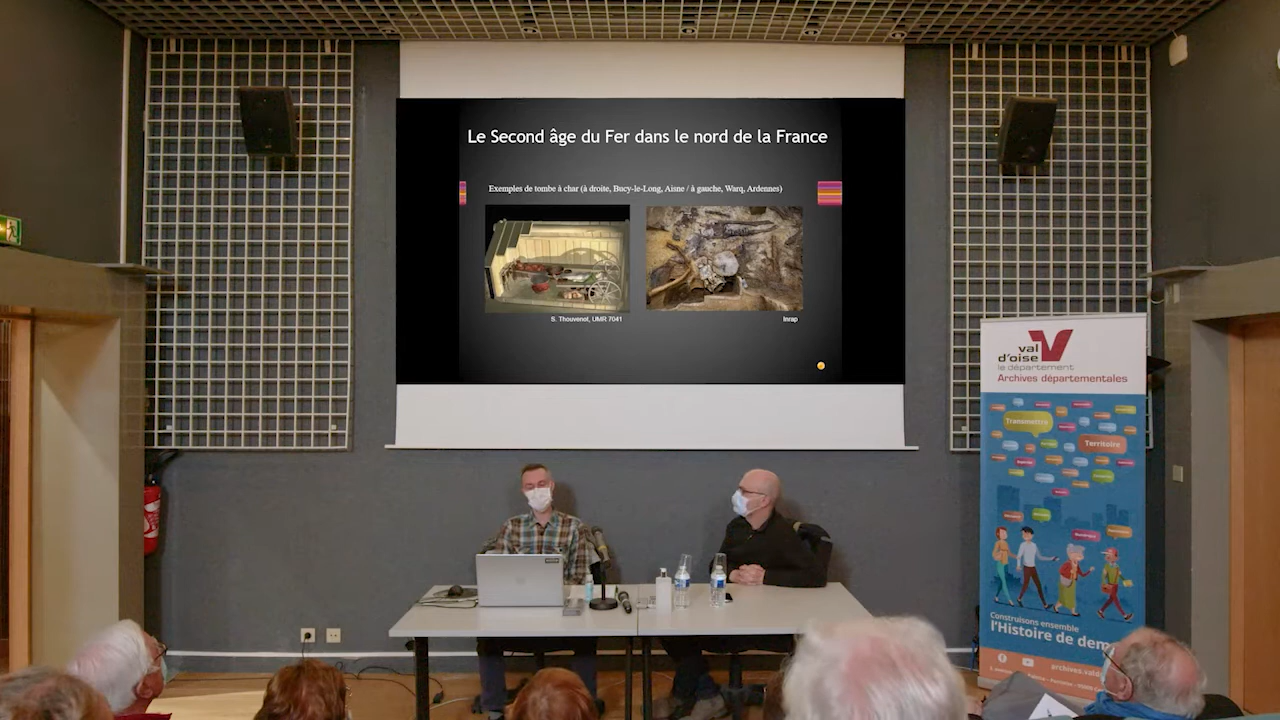 Le Second âge du Fer dans le nord de la France
Exemples de tombe à char (à droite, Bucy-le-Long, Aisne / à gauche, Warq, Ardennes)
S. Thouvenot, UMR 7041
Inrap
val
d'oise
le département
Archives départementales
Transmettre
Territoire
Construisons ensemble
l'Histoire de dem
archives.vald